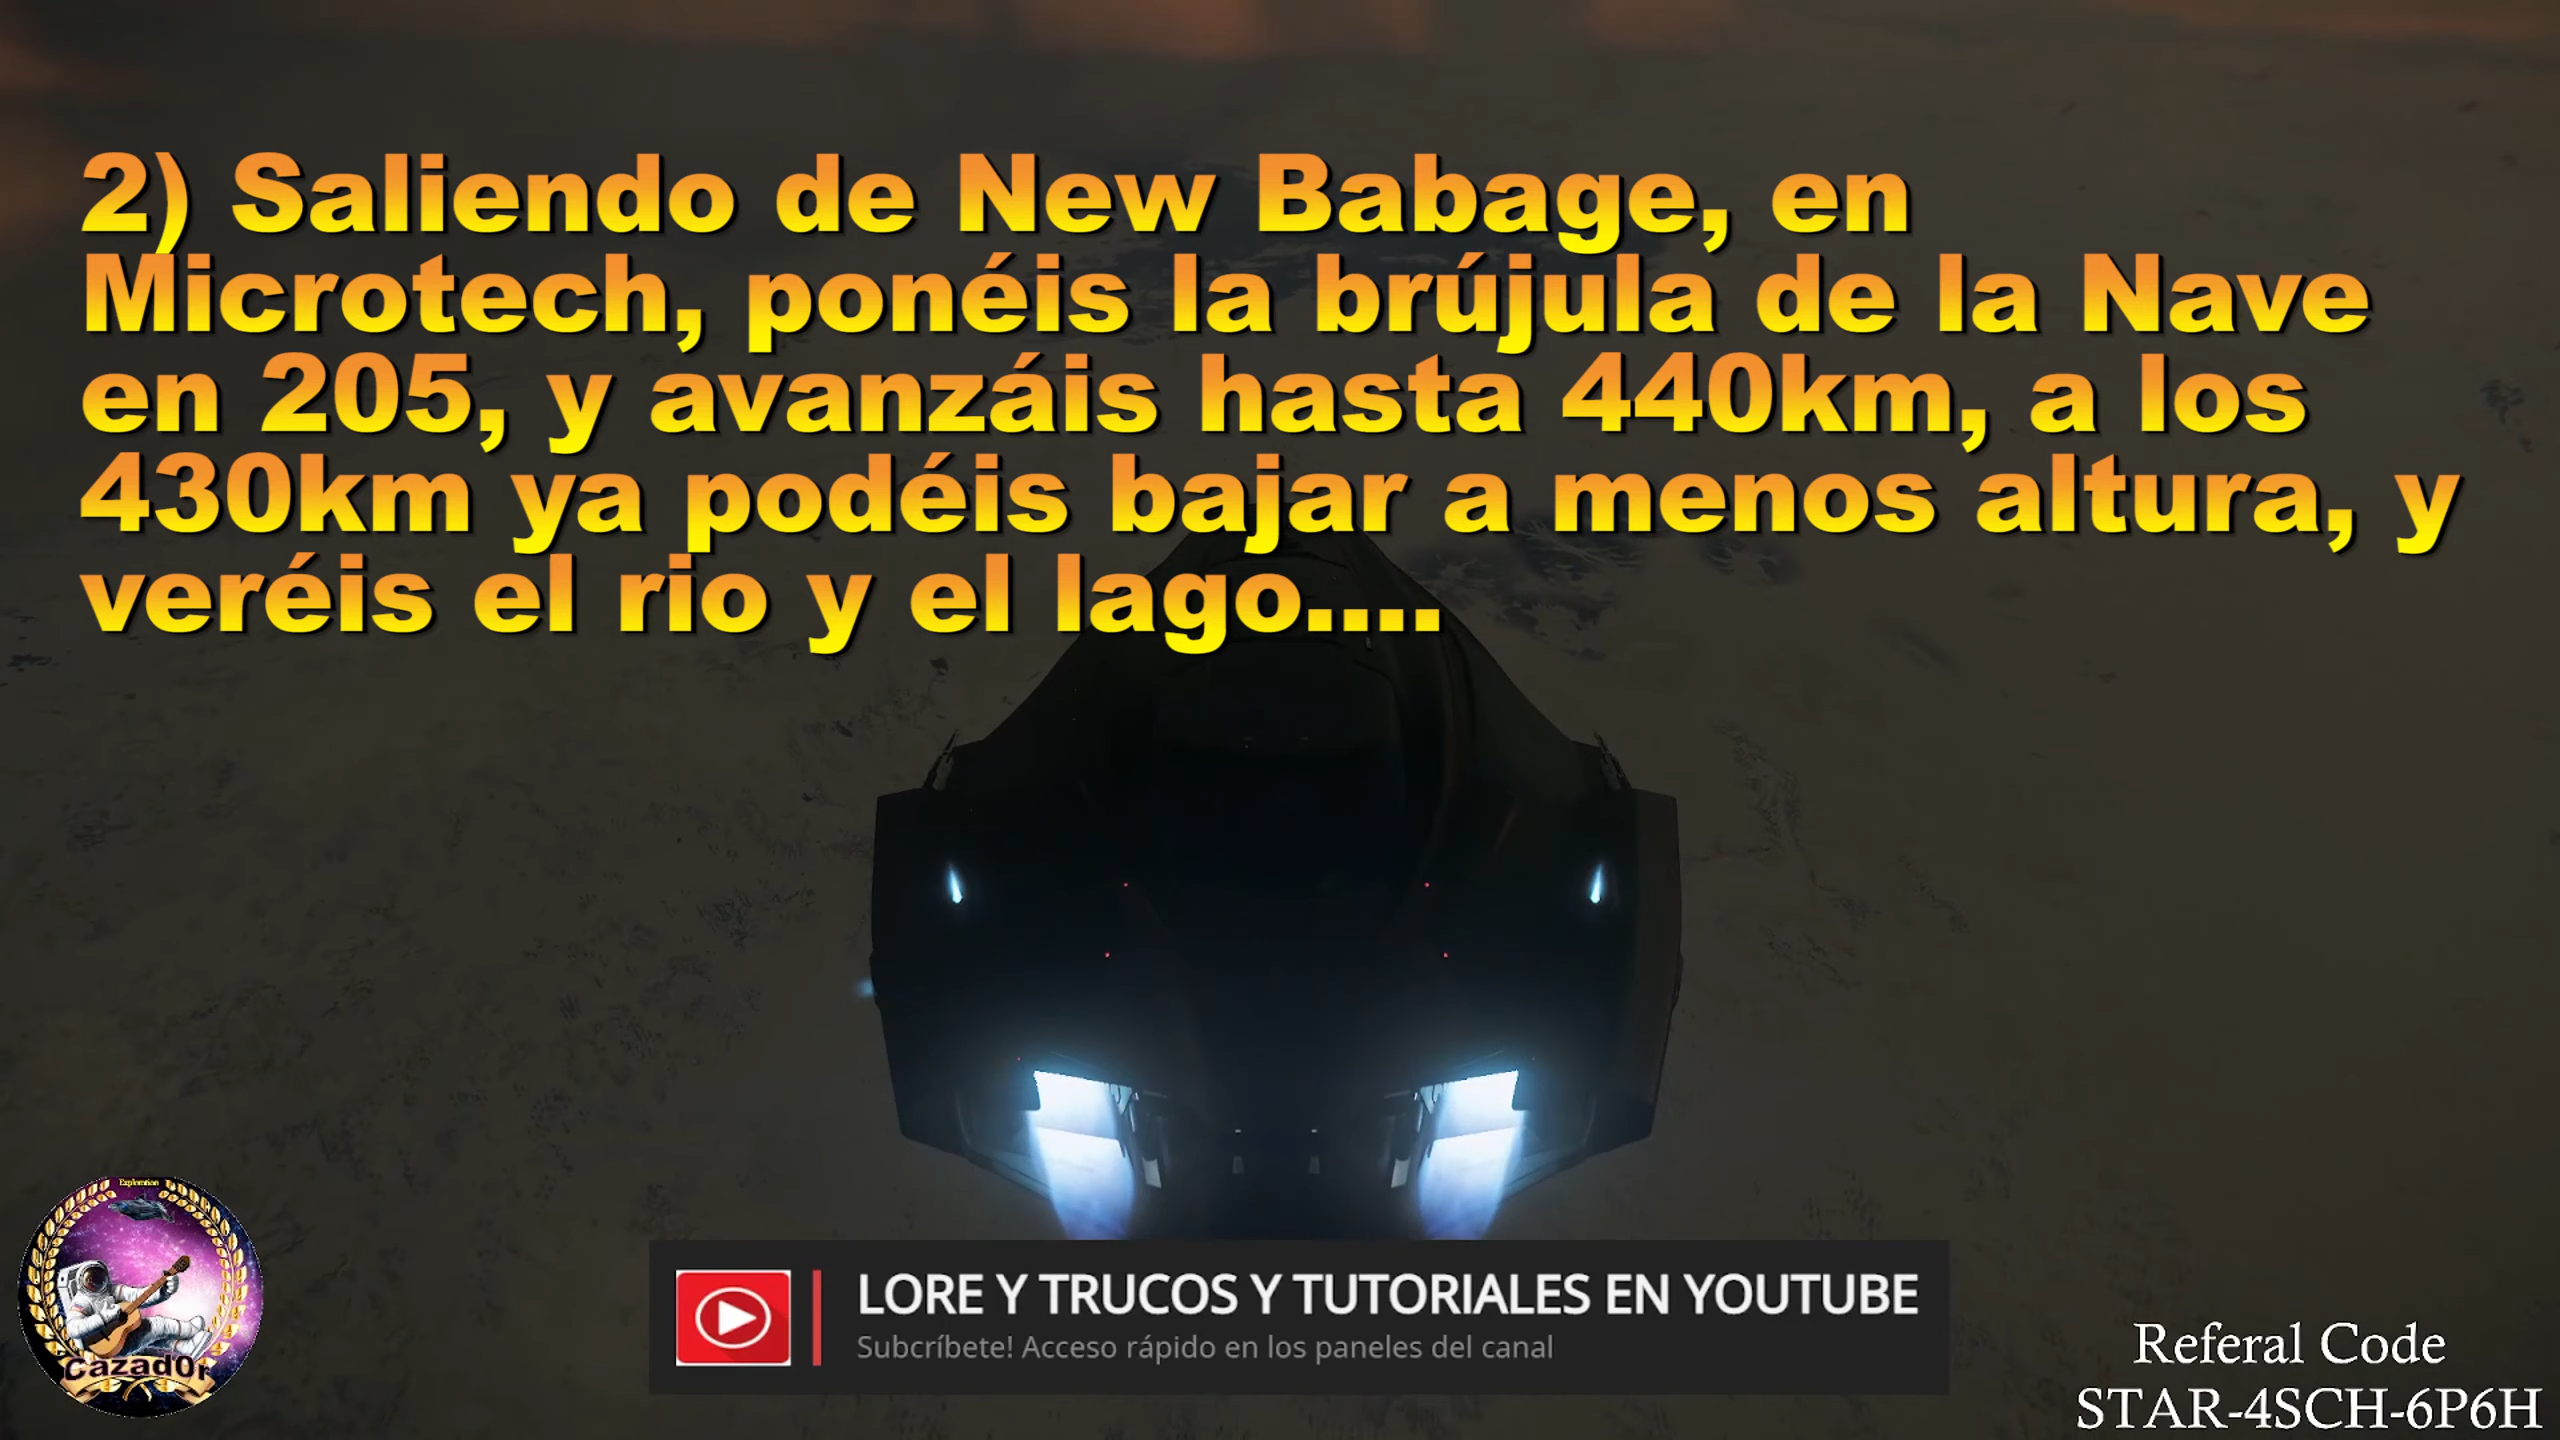 2) Saliendo de New Babage, en
Microtech, ponéis la brújula de la Nave
en 205, y avanzáis hasta 440km, a los
430km ya podéis bajar a menos altura, y
veréis el rio y el lago....
Exploration
Cazad0r
LORE Y TRUCOS Y TUTORIALES EN YOUTUBE
Subcríbete! Acceso rápido en los paneles del canal
Referal Code
STAR-4SCH-6P6H